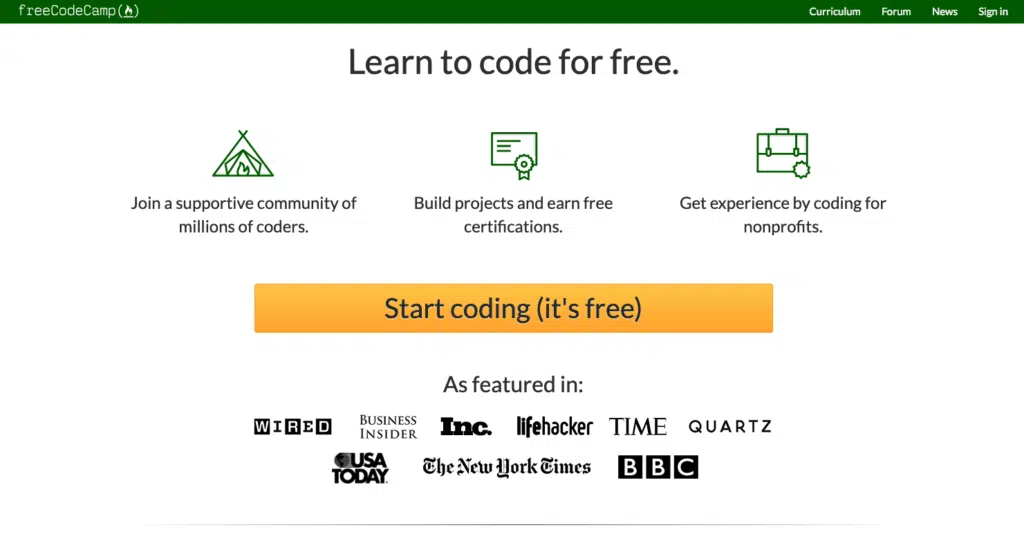 freeCodeCamp(🔥)
Curriculum Forum News Sign in
Learn to code for free.
Join a supportive community of
millions of coders.
Build projects and earn free
certifications.
Get experience by coding for
nonprofits.
Start coding (it's free)
As featured in:
WIRED BUSINESS INSIDER Inc. lifehacker TIME QUARTZ
USA TODAY The New York Times BBC